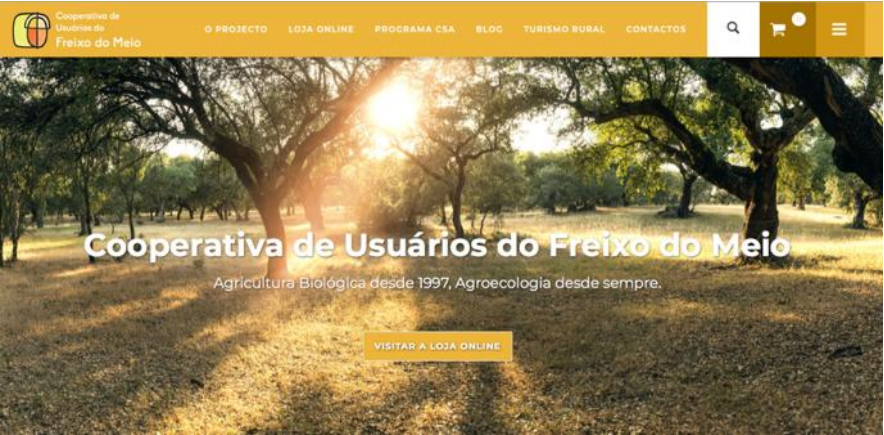 Cooperativa de
Usuários do
Freixo do Meio
O PROJECTO LOJA ONLINE PROGRAMA CSA BLOG TURISMO RURAL CONTACTOS
Cooperativa de Usuários do Freixo do Meio
Agricultura Biológica desde 1997, Agroecologia desde sempre.
VISITAR A LOJA ONLINE